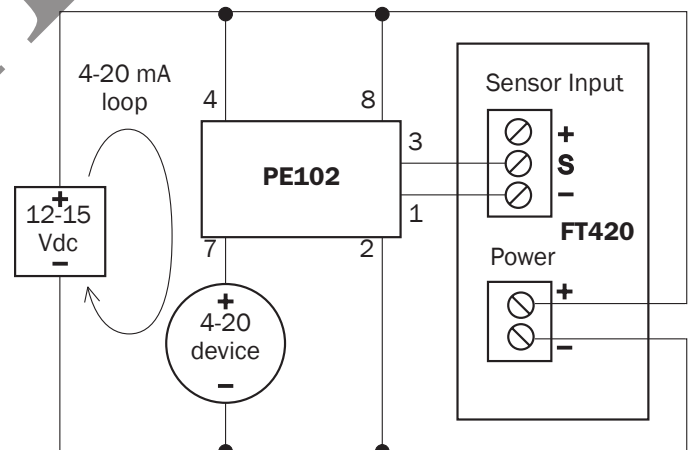 4-20 mA
loop
4
8
Sensor Input
3
+
S
−
PE102
1
FT420
+
12-15
Vdc
−
7
2
Power
+
−
+
4-20
device
−